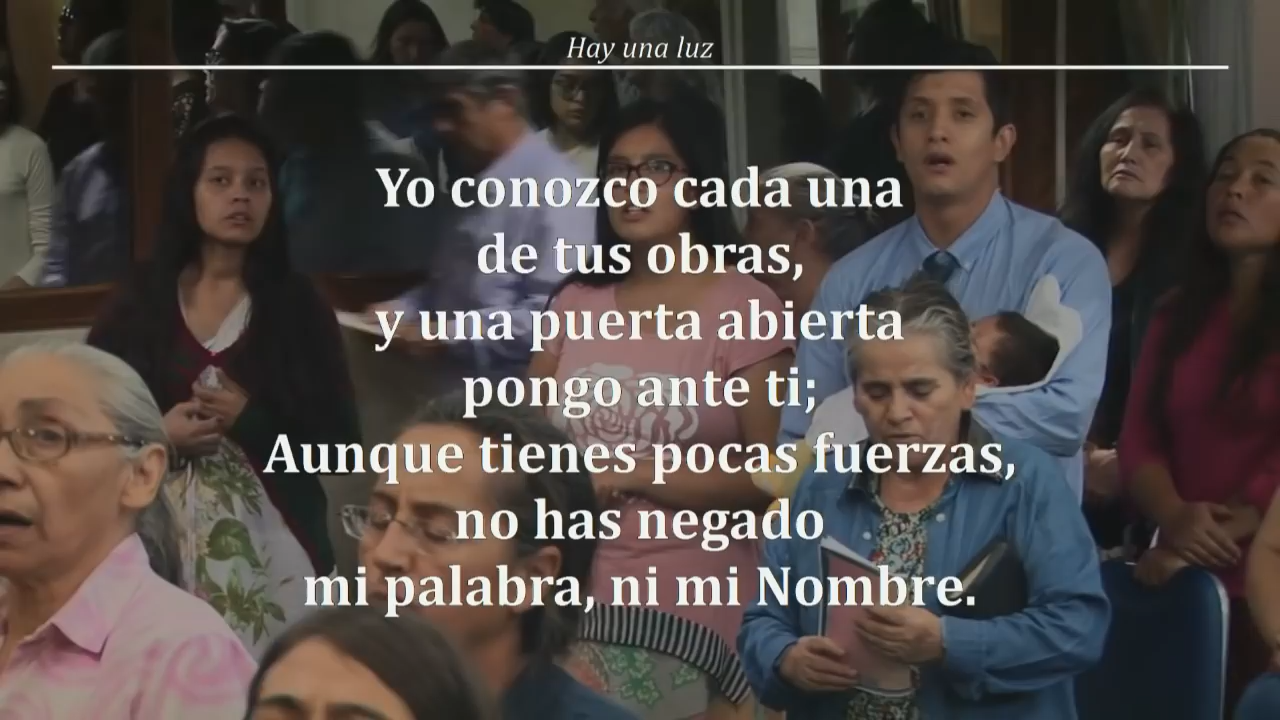 Hay una luz
Yo conozco cada una
de tus obras,
y una puerta abierta
pongo ante ti;
Aunque tienes pocas fuerzas,
no has negado
mi palabra, ni mi Nombre.